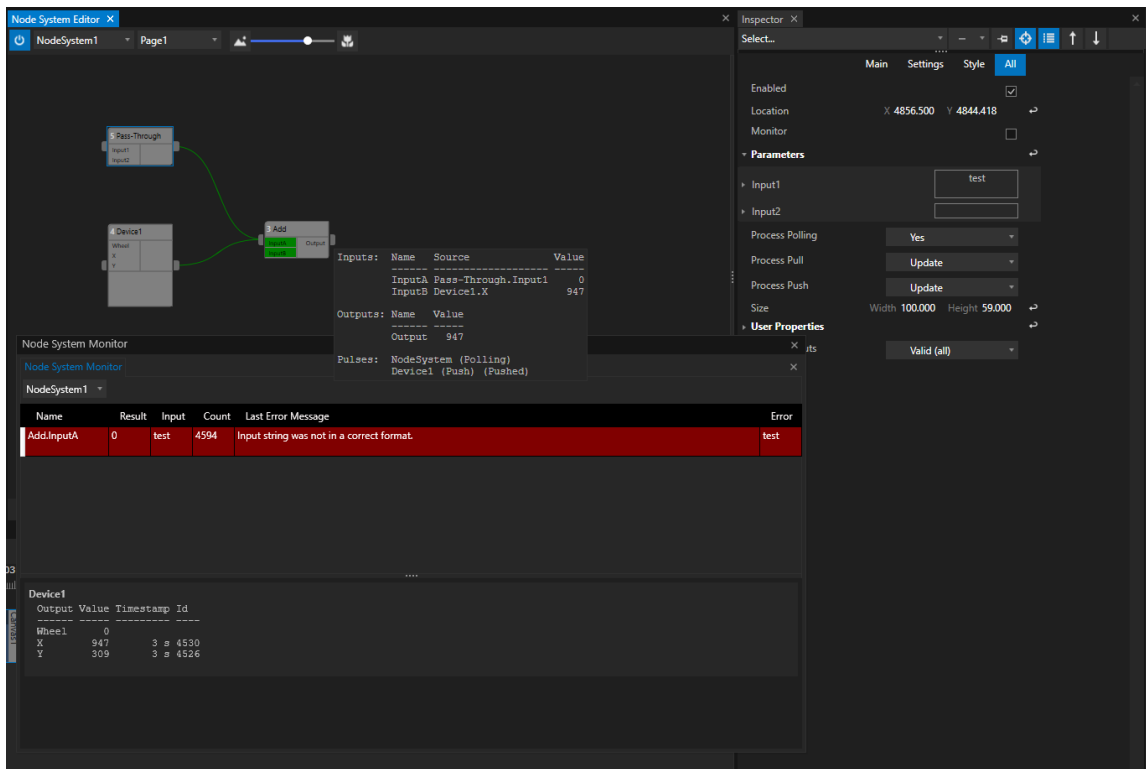 Node System Editor
NodeSystem1 Page1
5 Pass-Through
Input1
Input2
4 Device1
Wheel
X
Y
3 Add
InputA Output
InputB
Inputs: Name Source Value
------ ------------------- -----
InputA Pass-Through.Input1 0
InputB Device1.X 947
Outputs: Name Value
------ -----
Output 947
Pulses: NodeSystem (Polling)
Device1 (Push) (Pushed)
Node System Monitor
Node System Monitor
NodeSystem1
Name Result Input Count Last Error Message Error
Add.InputA 0 test 4594 Input string was not in a correct format. test
Device1
Output Value Timestamp Id
------ ----- --------- ----
Wheel 0
X 947 3 s 4530
Y 309 3 s 4526
Inspector
Select...
Main Settings Style All
Enabled
Location X 4856.500 Y 4844.418
Monitor
Parameters
Input1 test
Input2
Process Polling Yes
Process Pull Update
Process Push Update
Size Width 100.000 Height 59.000
User Properties
Valid (all)